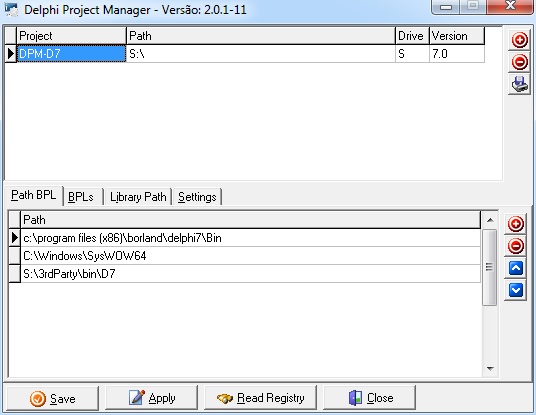 Delphi Project Manager - Versão: 2.0.1-11
Project Path Drive Version
DPM-D7 S:\ S 7.0
Path BPL BPLs Library Path Settings
Path
c:\program files (x86)\borland\delphi7\Bin
C:\Windows\SysWOW64
S:\3rdParty\bin\D7
Save Apply Read Registry Close